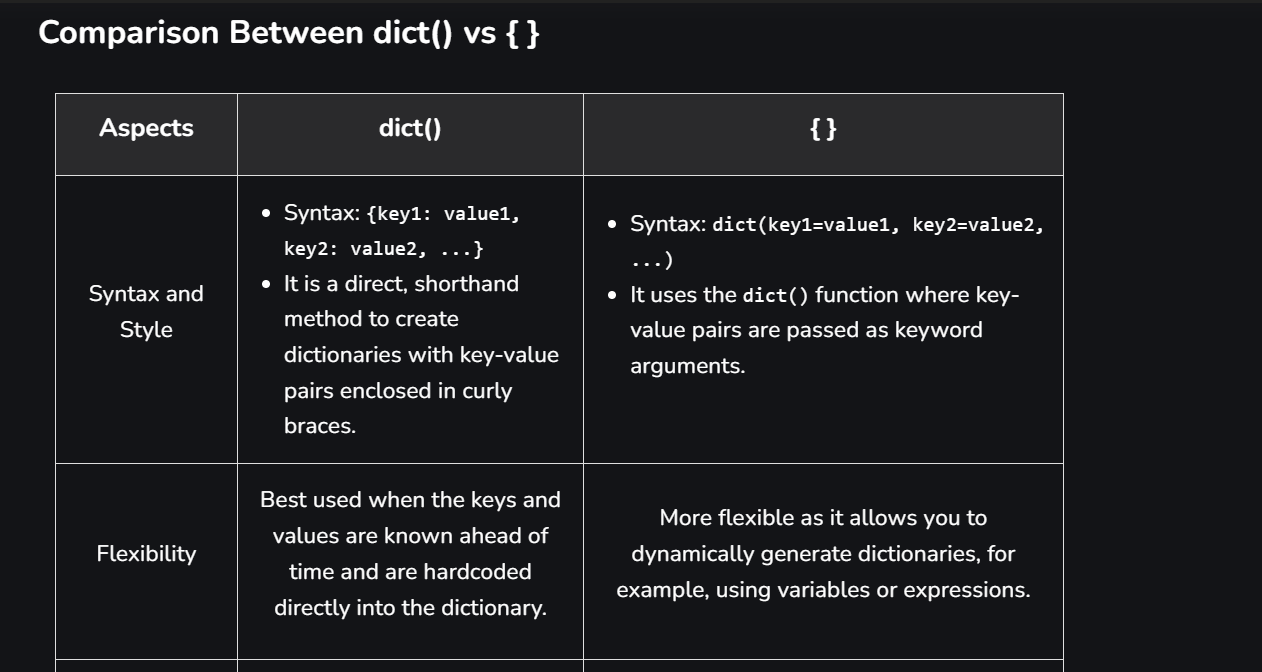 Comparison Between dict() vs { }
Aspects
dict()
{ }
Syntax and
Style
• Syntax: {key1: value1,
key2: value2, ...}
• It is a direct, shorthand
method to create
dictionaries with key-value
pairs enclosed in curly
braces.
• Syntax: dict(key1=value1, key2=value2,
...)
• It uses the dict() function where key-
value pairs are passed as keyword
arguments.
Flexibility
Best used when the keys and
values are known ahead of
time and are hardcoded
directly into the dictionary.
More flexible as it allows you to
dynamically generate dictionaries, for
example, using variables or expressions.